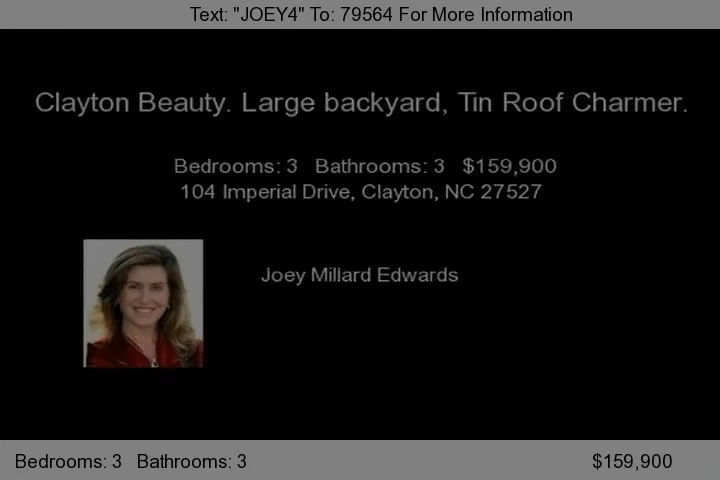 Text: "JOEY4" To: 79564 For More Information
Clayton Beauty. Large backyard, Tin Roof Charmer.
Bedrooms: 3 Bathrooms: 3 $159,900
104 Imperial Drive, Clayton, NC 27527
Joey Millard Edwards
Bedrooms: 3 Bathrooms: 3 $159,900